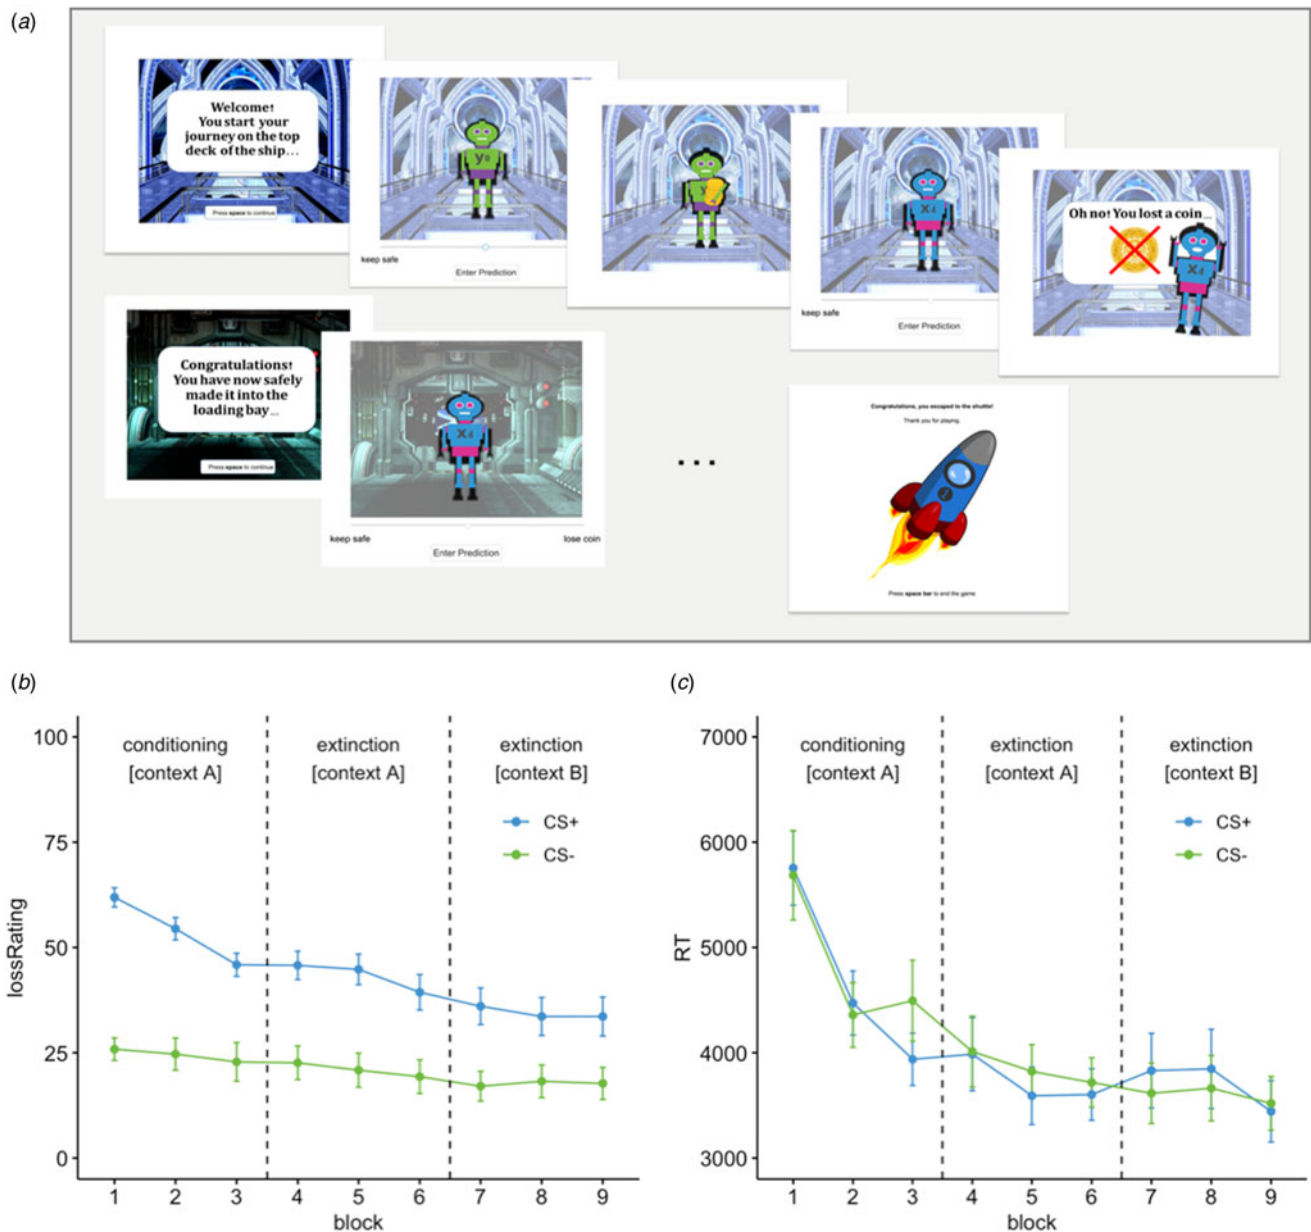 (a)
Welcome!
You start your
journey on the top
deck of the ship...
Press space to continue
y8
keep safe
Enter Prediction
X4
keep safe
Enter Prediction
Oh no! You lost a coin...
X4
Congratulations!
You have now safely
made it into the
loading bay...
Press space to continue
X4
keep safe
lose coin
Enter Prediction
...
Congratulations, you escaped to the shuttle!
Thank you for playing.
Press space bar to end the game
(b)
lossRating
100
75
50
25
0
conditioning
[context A]
extinction
[context A]
extinction
[context B]
CS+
CS-
1 2 3 4 5 6 7 8 9
block
(c)
RT
7000
6000
5000
4000
3000
conditioning
[context A]
extinction
[context A]
extinction
[context B]
CS+
CS-
1 2 3 4 5 6 7 8 9
block